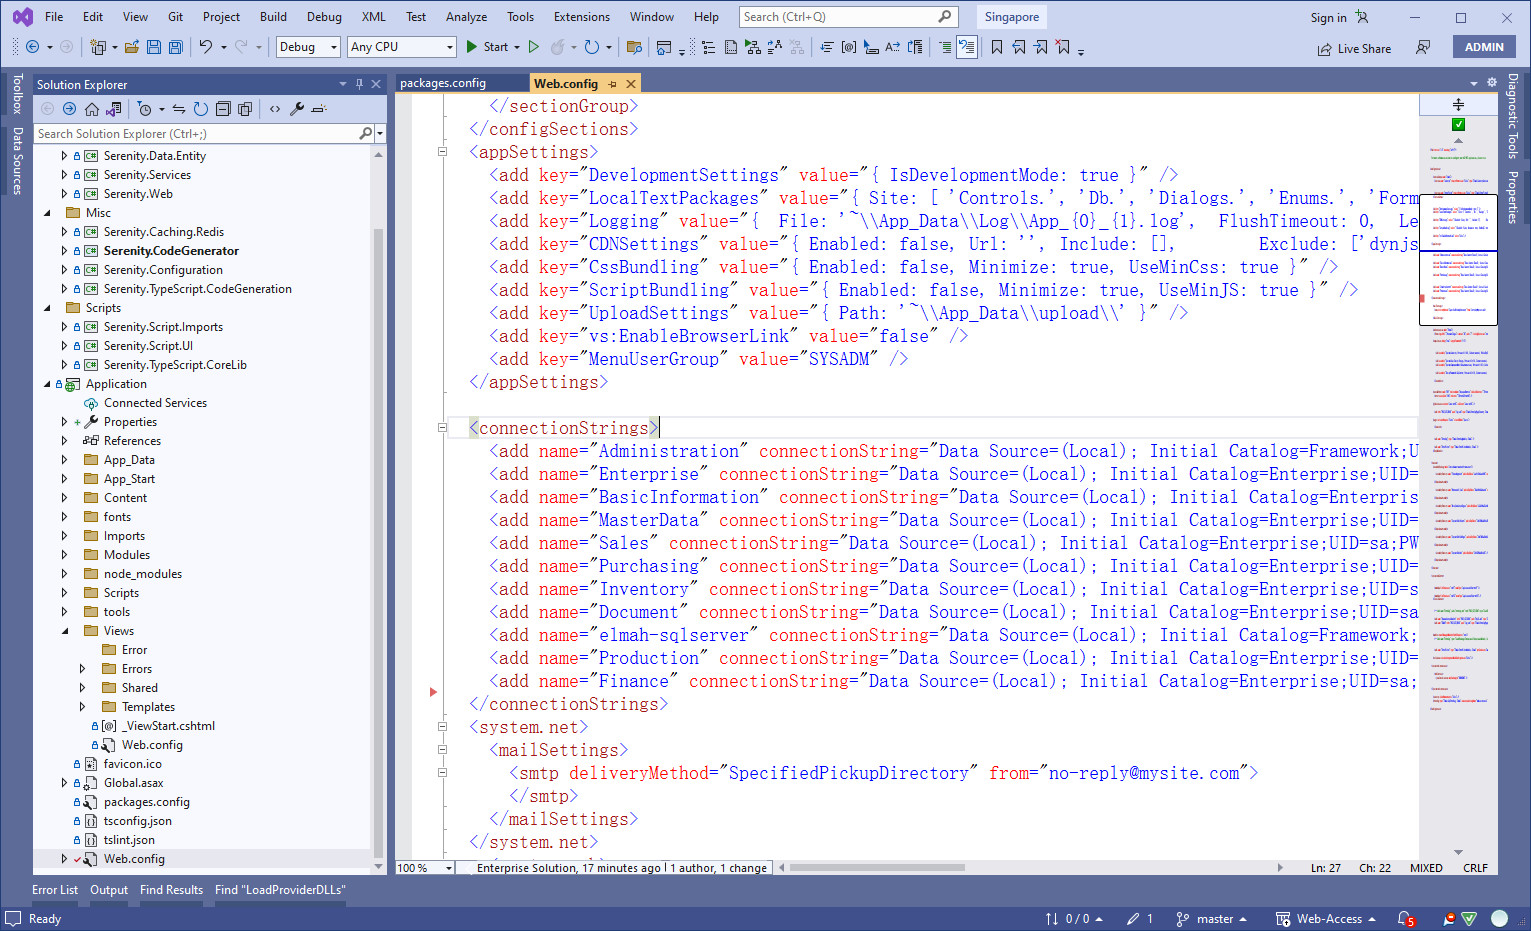 File Edit View Git Project Build Debug XML Test Analyze Tools Extensions Window Help Search (Ctrl+Q) Singapore Sign in
Debug Any CPU Start Live Share ADMIN
Toolbox
Data Sources
Solution Explorer
Search Solution Explorer (Ctrl+;)
Serenity.Data.Entity
Serenity.Services
Serenity.Web
Misc
Serenity.Caching.Redis
Serenity.CodeGenerator
Serenity.Configuration
Serenity.TypeScript.CodeGeneration
Scripts
Serenity.Script.Imports
Serenity.Script.UI
Serenity.TypeScript.CoreLib
Application
Connected Services
Properties
References
App_Data
App_Start
Content
fonts
Imports
Modules
node_modules
Scripts
tools
Views
Error
Errors
Shared
Templates
_ViewStart.cshtml
Web.config
favicon.ico
Global.asax
packages.config
tsconfig.json
tslint.json
Web.config
packages.config Web.config
</sectionGroup>
</configSections>
<appSettings>
<add key="DevelopmentSettings" value="{ IsDevelopmentMode: true }" />
<add key="LocalTextPackages" value="{ Site: [ 'Controls.', 'Db.', 'Dialogs.', 'Enums.', 'Form
<add key="Logging" value="{ File: '~\\App_Data\\Log\\App_{0}_{1}.log', FlushTimeout: 0, Le
<add key="CDNSettings" value="{ Enabled: false, Url: '', Include: [], Exclude: ['dynjs
<add key="CssBundling" value="{ Enabled: false, Minimize: true, UseMinCss: true }" />
<add key="ScriptBundling" value="{ Enabled: false, Minimize: true, UseMinJS: true }" />
<add key="UploadSettings" value="{ Path: '~\\App_Data\\upload\\' }" />
<add key="vs:EnableBrowserLink" value="false" />
<add key="MenuUserGroup" value="SYSADM" />
</appSettings>
<connectionStrings>
<add name="Administration" connectionString="Data Source=(Local); Initial Catalog=Framework;U
<add name="Enterprise" connectionString="Data Source=(Local); Initial Catalog=Enterprise;UID=
<add name="BasicInformation" connectionString="Data Source=(Local); Initial Catalog=Enterpris
<add name="MasterData" connectionString="Data Source=(Local); Initial Catalog=Enterprise;UID=
<add name="Sales" connectionString="Data Source=(Local); Initial Catalog=Enterprise;UID=sa;PW
<add name="Purchasing" connectionString="Data Source=(Local); Initial Catalog=Enterprise;UID=
<add name="Inventory" connectionString="Data Source=(Local); Initial Catalog=Enterprise;UID=s
<add name="Document" connectionString="Data Source=(Local); Initial Catalog=Enterprise;UID=sa
<add name="elmah-sqlserver" connectionString="Data Source=(Local); Initial Catalog=Framework;
<add name="Production" connectionString="Data Source=(Local); Initial Catalog=Enterprise;UID=
<add name="Finance" connectionString="Data Source=(Local); Initial Catalog=Enterprise;UID=sa;
</connectionStrings>
<system.net>
<mailSettings>
<smtp deliveryMethod="SpecifiedPickupDirectory" from="no-reply@mysite.com">
</smtp>
</mailSettings>
</system.net>
100 % Enterprise Solution, 17 minutes ago | 1 author, 1 change Ln: 27 Ch: 22 MIXED CRLF
Diagnostic Tools
Properties
Error List Output Find Results Find "LoadProviderDLLs"
Ready 0 / 0 1 master Web-Access 5